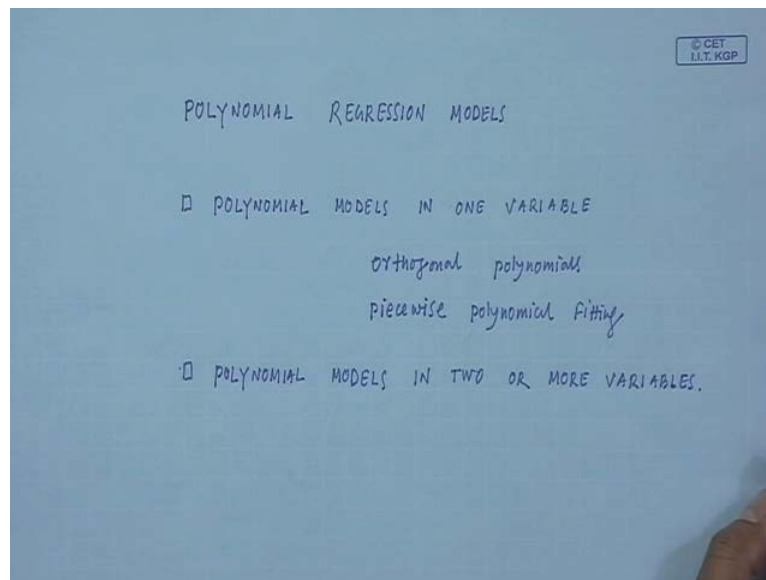 © CET
I.I.T. KGP
POLYNOMIAL REGRESSION MODELS
POLYNOMIAL MODELS IN ONE VARIABLE
orthogonal polynomials
piecewise polynomial fitting
POLYNOMIAL MODELS IN TWO OR MORE VARIABLES.